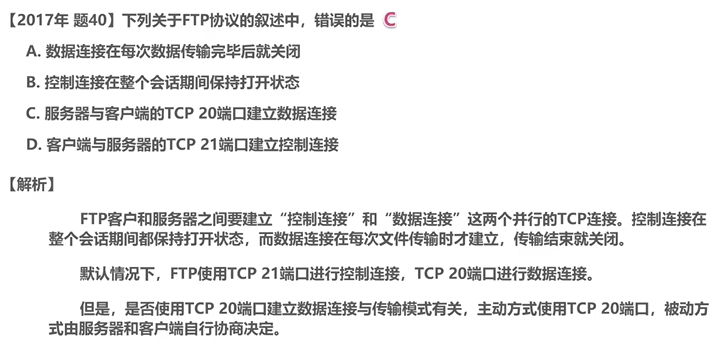 【2017年 题40】下列关于FTP协议的叙述中，错误的是 C
A. 数据连接在每次数据传输完毕后就关闭
B. 控制连接在整个会话期间保持打开状态
C. 服务器与客户端的TCP 20端口建立数据连接
D. 客户端与服务器的TCP 21端口建立控制连接
【解析】
FTP客户和服务器之间要建立“控制连接”和“数据连接”这两个并行的TCP连接。控制连接在
整个会话期间都保持打开状态，而数据连接在每次文件传输时才建立，传输结束就关闭。
默认情况下，FTP使用TCP 21端口进行控制连接，TCP 20端口进行数据连接。
但是，是否使用TCP 20端口建立数据连接与传输模式有关，主动方式使用TCP 20端口，被动方
式由服务器和客户端自行协商决定。